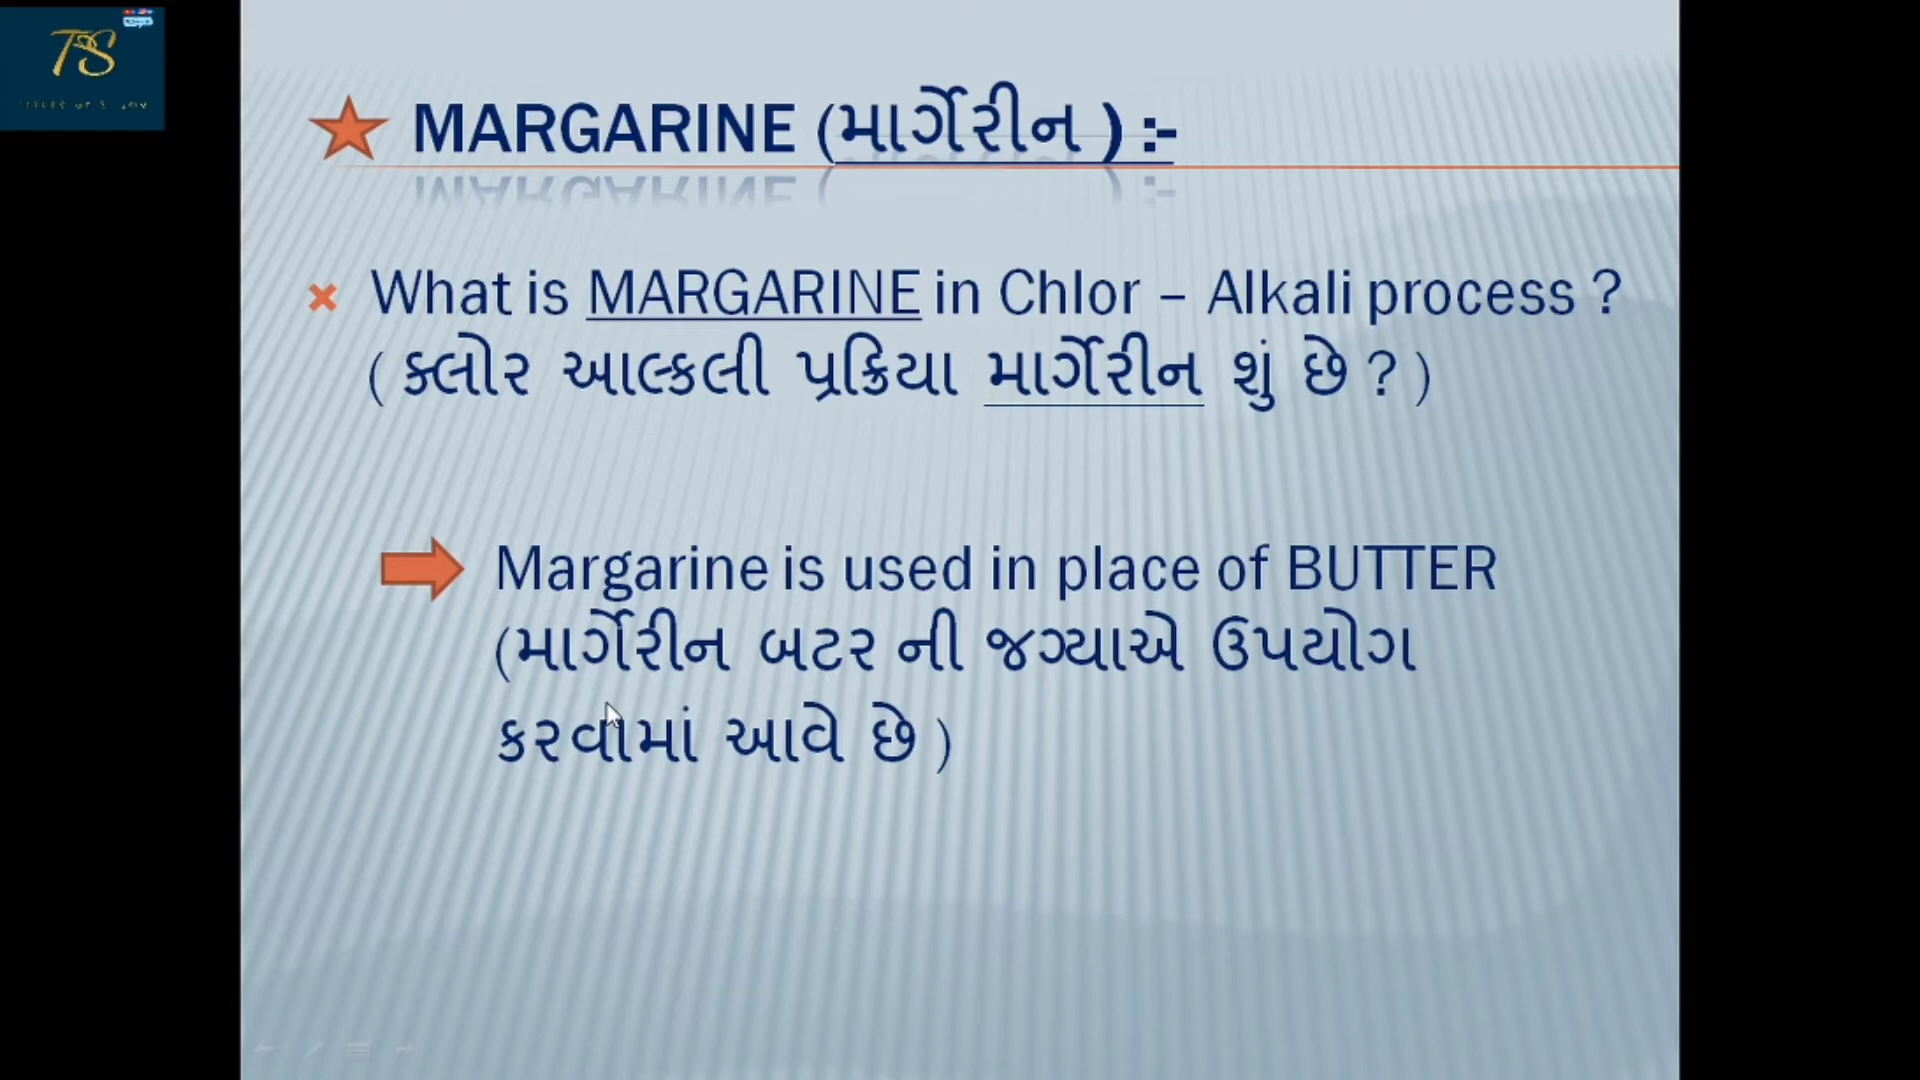 TS
MARGARINE (માર્ગેરીન ) :-
What is MARGARINE in Chlor – Alkali process ?
( ક્લોર આલ્કલી પ્રક્રિયા માર્ગેરીન શું છે ? )
Margarine is used in place of BUTTER
(માર્ગેરીન બટર ની જગ્યાએ ઉપયોગ
કરવામાં આવે છે )